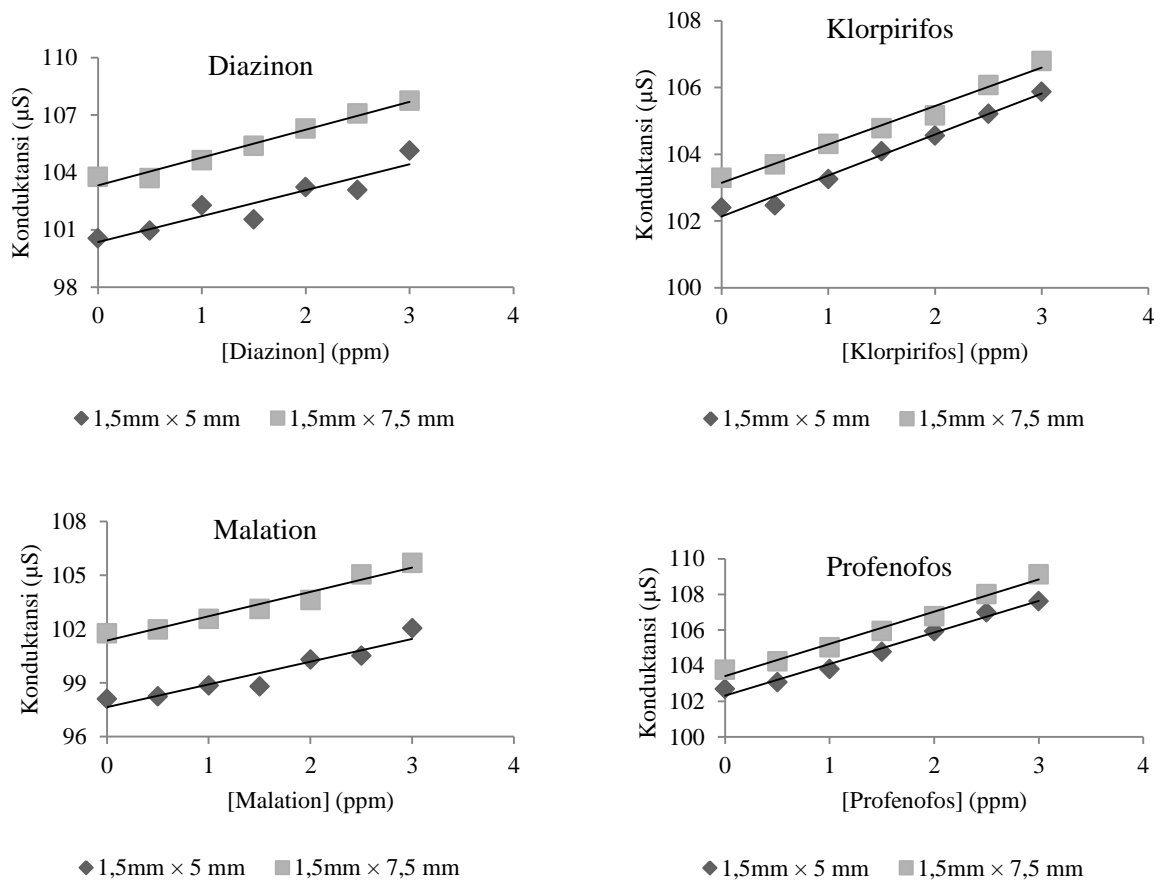 Diazinon
Konduktansi (µS)
110
107
104
101
98
0 1 2 3 4
[Diazinon] (ppm)
1,5mm × 5 mm 1,5mm × 7,5 mm
Klorpirifos
Konduktansi (µS)
108
106
104
102
100
0 1 2 3 4
[Klorpirifos] (ppm)
1,5mm × 5 mm 1,5mm × 7,5 mm
Malation
Konduktansi (µS)
108
105
102
99
96
0 1 2 3 4
[Malation] (ppm)
1,5mm × 5 mm 1,5mm × 7,5 mm
Profenofos
Konduktansi (µS)
110
108
106
104
102
100
0 1 2 3 4
[Profenofos] (ppm)
1,5mm × 5 mm 1,5mm × 7,5 mm